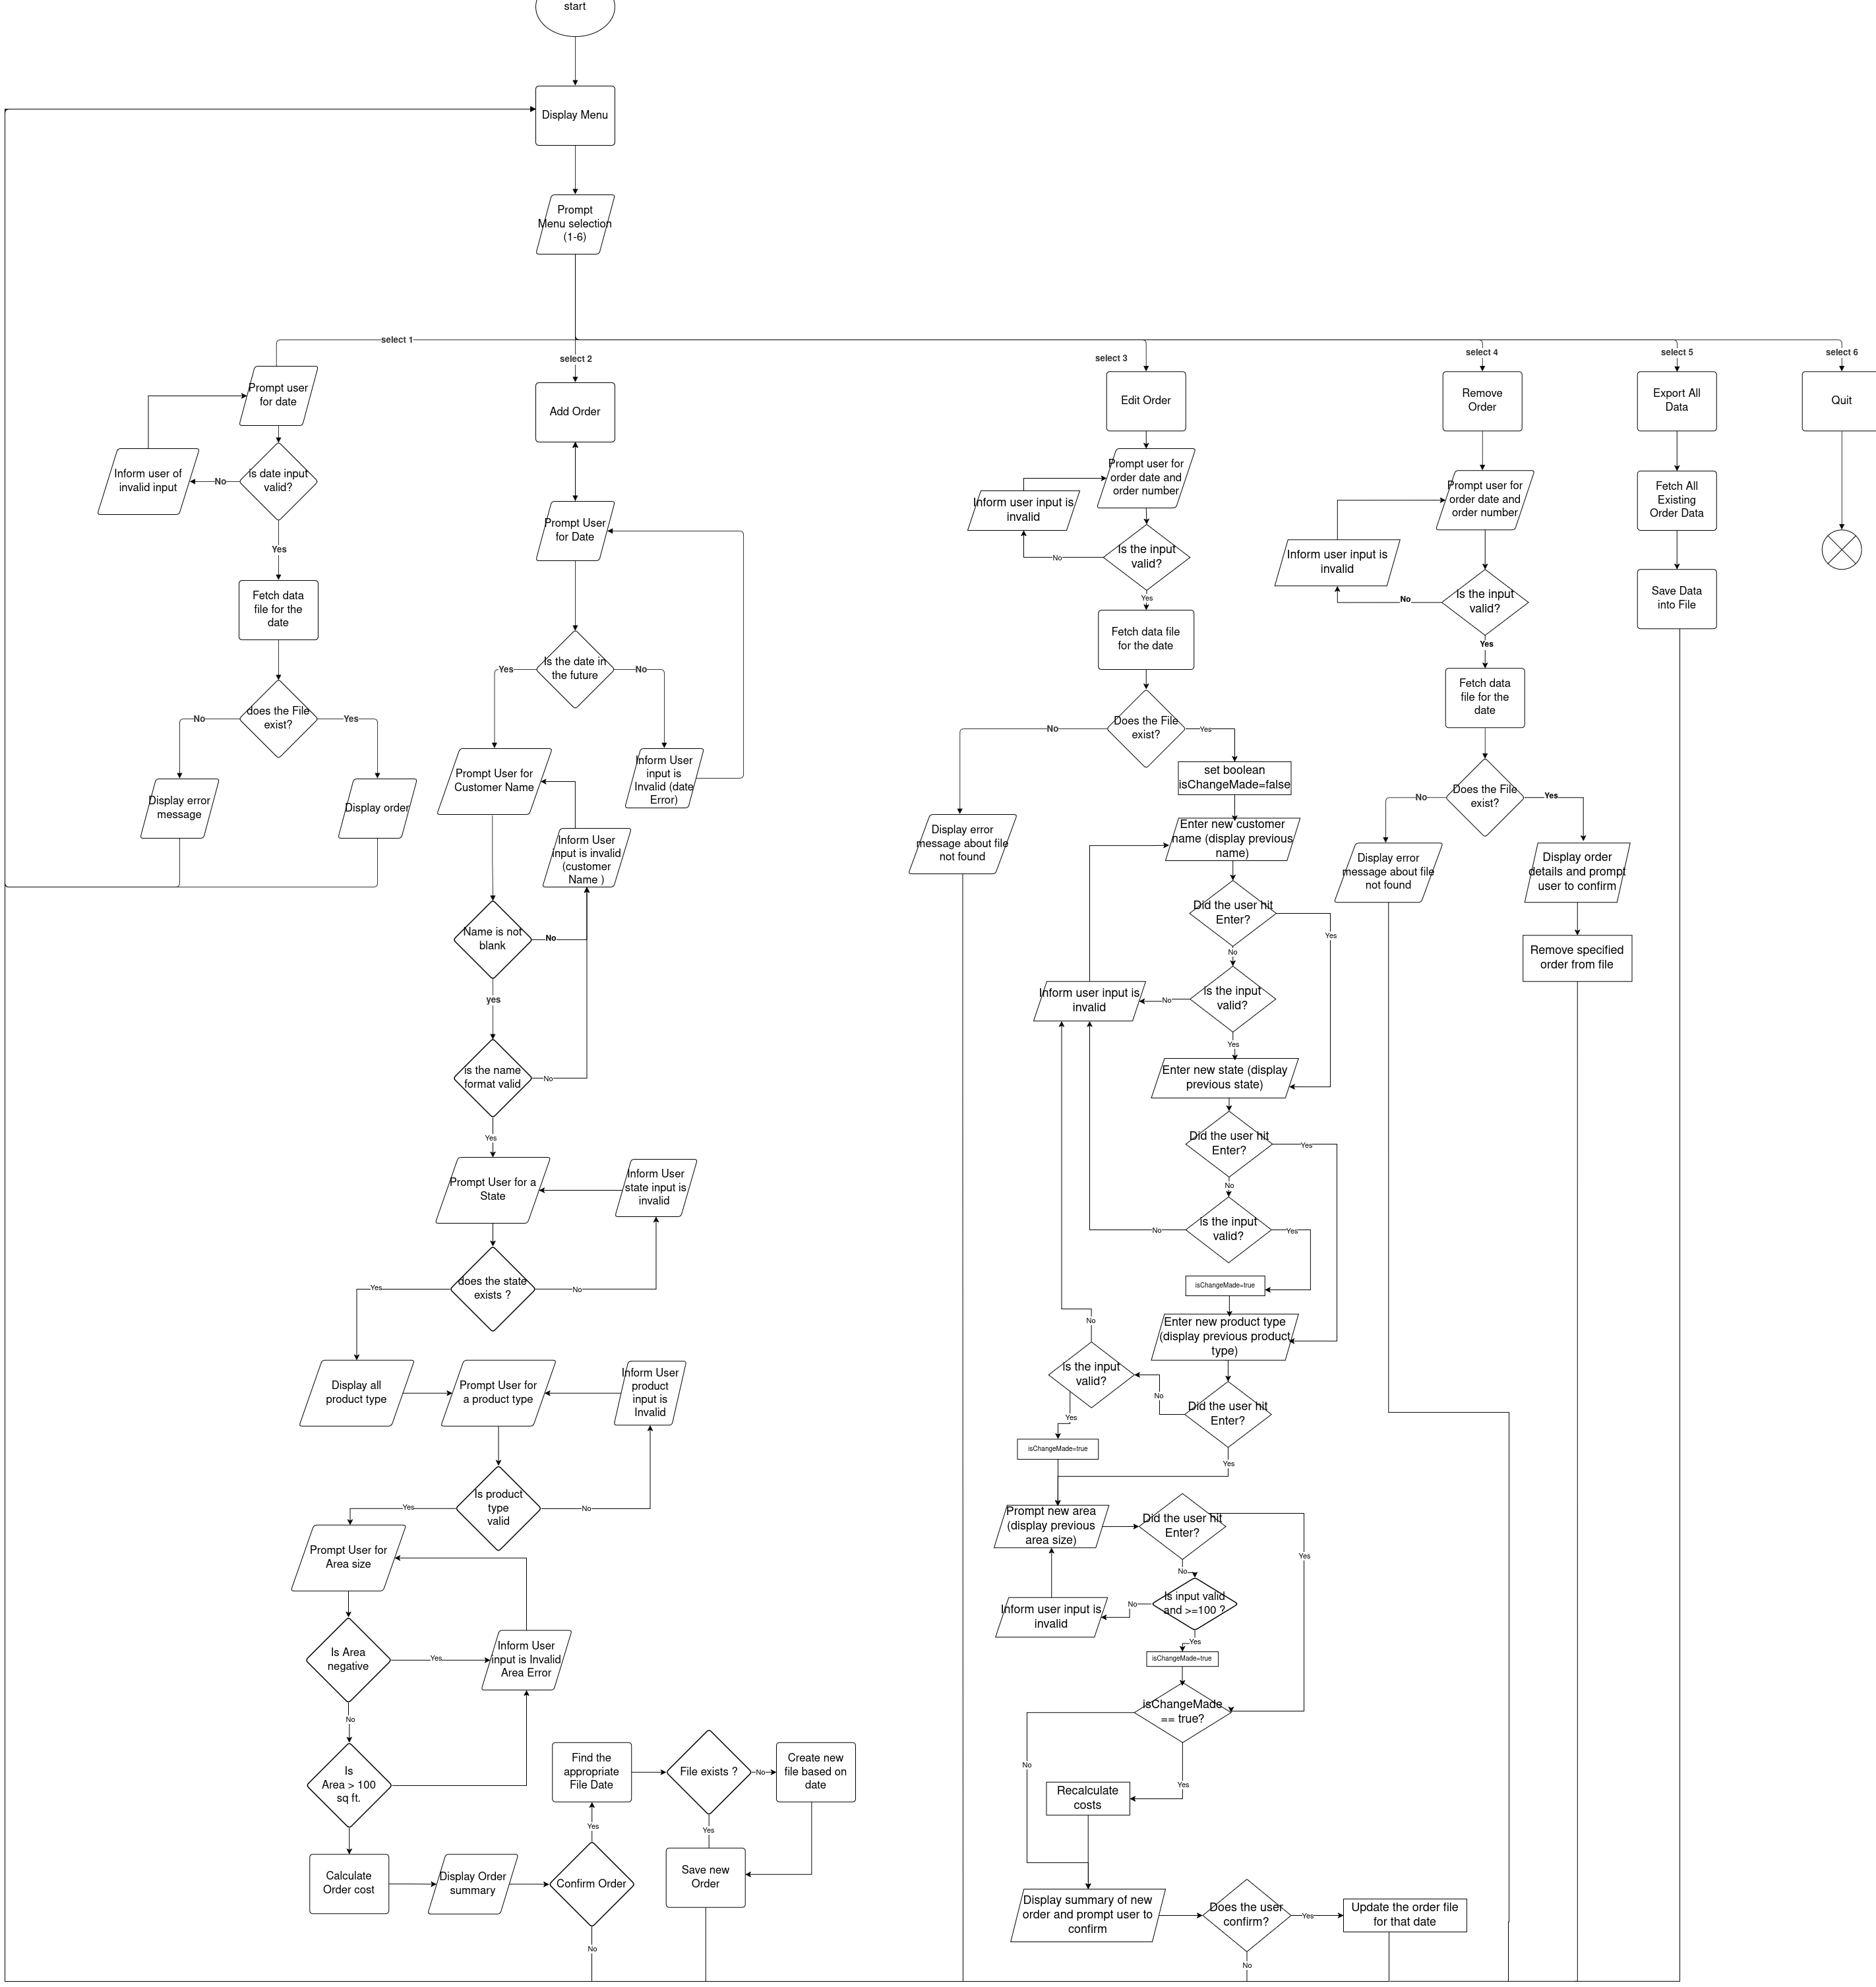 start
Display Menu
Prompt
Menu selection
(1-6)
select 1
select 2
select 3
select 4
select 5
select 6
Prompt user
for date
Inform user of
invalid input
No
is date input
valid?
Yes
Fetch data
file for the
date
does the File
exist?
No
Yes
Display error
message
Display order
Add Order
Prompt User
for Date
Is the date in
the future
Yes
No
Prompt User for
Customer Name
Inform User
input is
Invalid (date
Error)
Inform User
input is invalid
(customer
Name )
Name is not
blank
No
yes
is the name
format valid
No
Yes
Prompt User for a
State
Inform User
state input is
invalid
does the state
exists ?
Yes
No
Display all
product type
Prompt User for
a product type
Inform User
product
input is
Invalid
Is product
type
valid
Yes
No
Prompt User for
Area size
Is Area
negative
Yes
Inform User
input is Invalid
Area Error
No
Is
Area > 100
sq ft.
Calculate
Order cost
Display Order
summary
Confirm Order
Yes
No
Find the
appropriate
File Date
File exists ?
No
Create new
file based on
date
Yes
Save new
Order
Edit Order
Prompt user for
order date and
order number
Inform user input is
invalid
No
Is the input
valid?
Yes
Fetch data file
for the date
Does the File
exist?
No
Yes
Display error
message about file
not found
set boolean
isChangeMade=false
Enter new customer
name (display previous
name)
Did the user hit
Enter?
Yes
No
Is the input
valid?
No
Inform user input is
invalid
Yes
Enter new state (display
previous state)
Did the user hit
Enter?
Yes
No
Is the input
valid?
No
Yes
isChangeMade=true
Enter new product type
(display previous product
type)
Did the user hit
Enter?
No
Is the input
valid?
No
Yes
Yes
isChangeMade=true
Prompt new area
(display previous
area size)
Did the user hit
Enter?
Yes
No
Is input valid
and >=100 ?
No
Inform user input is
invalid
Yes
isChangeMade=true
isChangeMade
== true?
No
Yes
Recalculate
costs
Display summary of new
order and prompt user to
confirm
Does the user
confirm?
Yes
No
Update the order file
for that date
Remove
Order
Prompt user for
order date and
order number
Inform user input is
invalid
No
Is the input
valid?
Yes
Fetch data
file for the
date
Does the File
exist?
No
Yes
Display error
message about file
not found
Display order
details and prompt
user to confirm
Remove specified
order from file
Export All
Data
Fetch All
Existing
Order Data
Save Data
into File
Quit